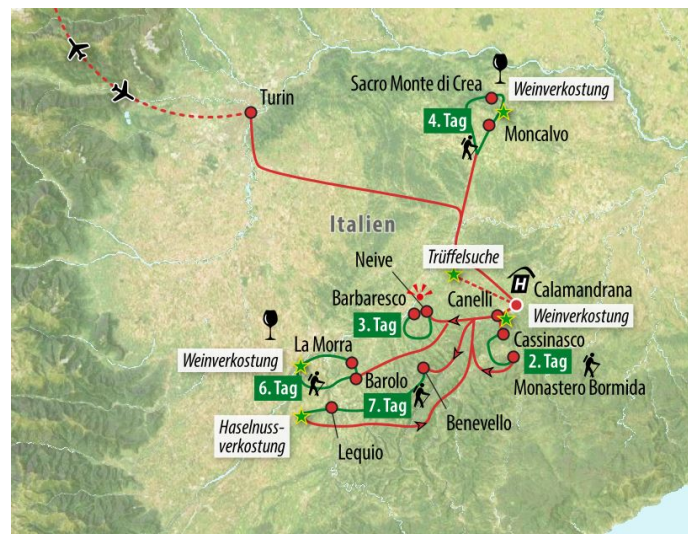 Sacro Monte di Crea
Weinverkostung
Turin
4. Tag
Moncalvo
Italien
Trüffelsuche
Neive
H
Calamandrana
Barbaresco
Canelli
Weinverkostung
3. Tag
La Morra
Cassinasco
Weinverkostung
2. Tag
6. Tag
Barolo
Monastero Bormida
7. Tag
Benevello
Haselnuss-
verkostung
Lequio